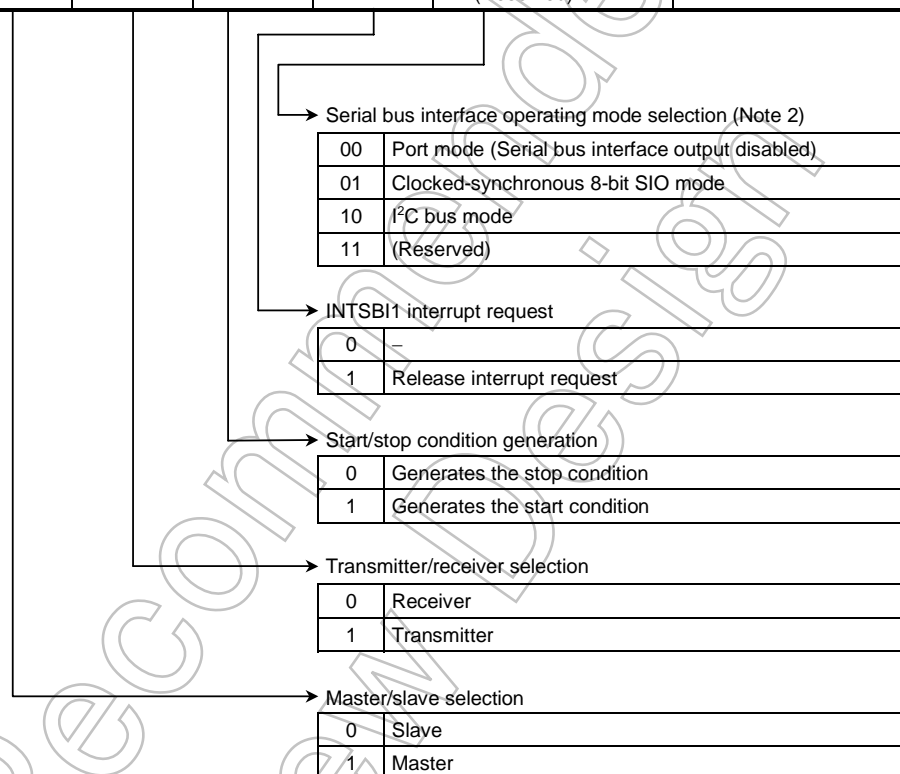 Serial bus interface operating mode selection (Note 2)
00 Port mode (Serial bus interface output disabled)
01 Clocked-synchronous 8-bit SIO mode
10 I²C bus mode
11 (Reserved)
INTSBI1 interrupt request
0 –
1 Release interrupt request
Start/stop condition generation
0 Generates the stop condition
1 Generates the start condition
Transmitter/receiver selection
0 Receiver
1 Transmitter
Master/slave selection
0 Slave
1 Master